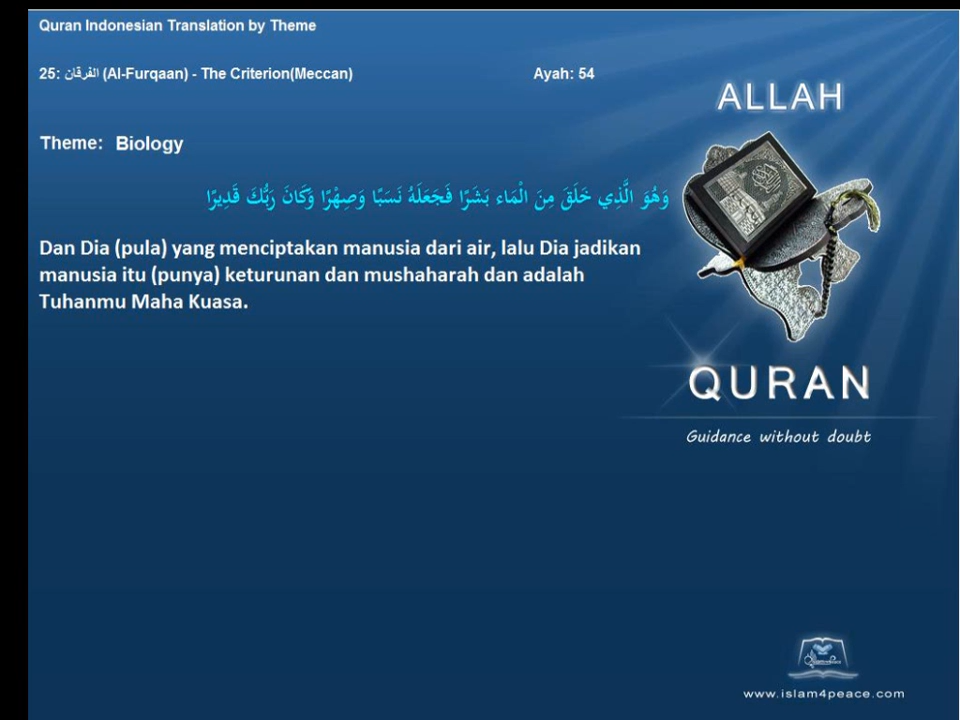 Quran Indonesian Translation by Theme
25: الفرقان (Al-Furqaan) - The Criterion(Meccan)
Ayah: 54
Theme: Biology
وَهُوَ الَّذِي خَلَقَ مِنَ الْمَاء بَشَرًا فَجَعَلَهُ نَسَبًا وَصِهْرًا وَكَانَ رَبُّكَ قَدِيرًا
Dan Dia (pula) yang menciptakan manusia dari air, lalu Dia jadikan
manusia itu (punya) keturunan dan mushaharah dan adalah
Tuhanmu Maha Kuasa.
ALLAH
QURAN
Guidance without doubt
www.islam4peace.com